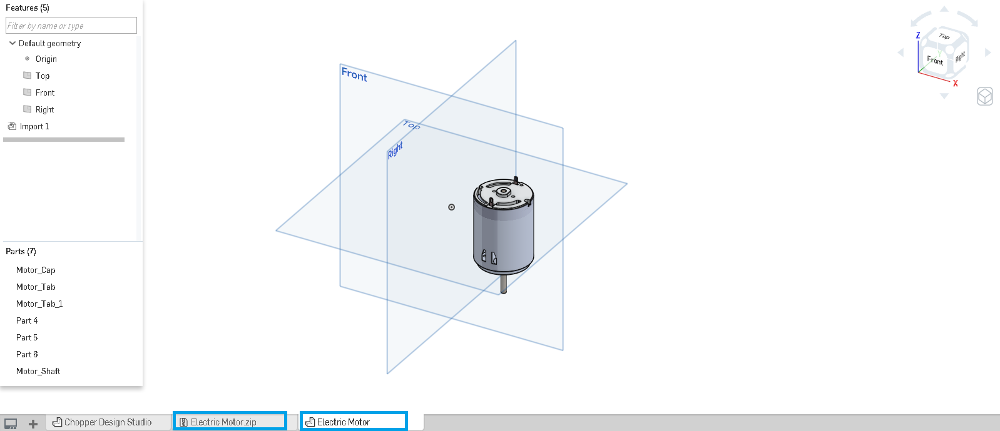 Features (5)
Filter by name or type
Default geometry
Origin
Top
Front
Right
Import 1
Parts (7)
Motor_Cap
Motor_Tab
Motor_Tab_1
Part 4
Part 5
Part 6
Motor_Shaft
Front
Top
Right
Z
Top
Y
Front
Right
X
Chopper Design Studio
Electric Motor.zip
Electric Motor